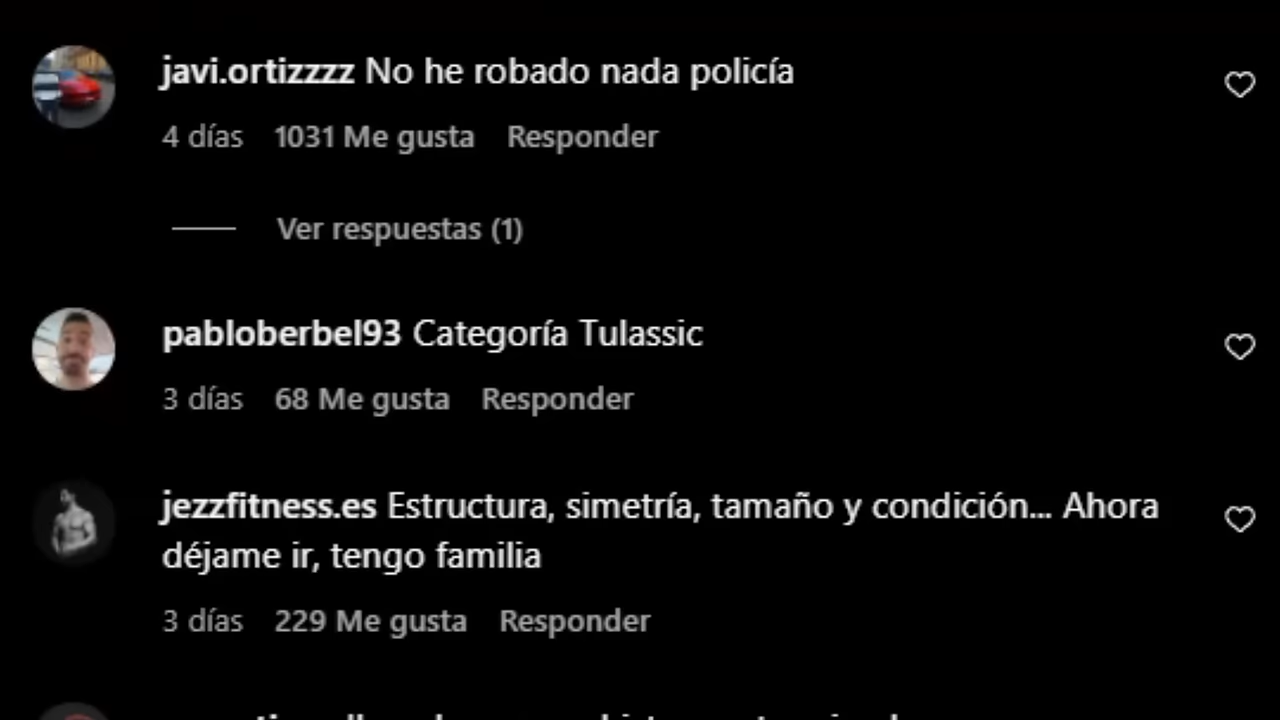 javi.ortizzzz No he robado nada policía
4 días 1031 Me gusta Responder
Ver respuestas (1)
pabloberbel93 Categoría Tulassic
3 días 68 Me gusta Responder
jezzfitness.es Estructura, simetría, tamaño y condición... Ahora
déjame ir, tengo familia
3 días 229 Me gusta Responder